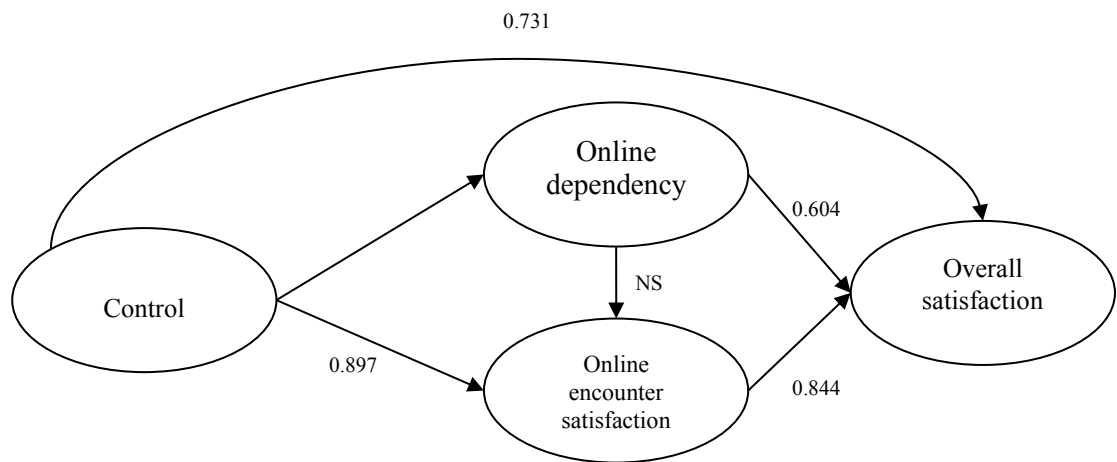 0.731
Online
dependency
0.604
Overall
satisfaction
NS
Control
0.897
Online
encounter
satisfaction
0.844